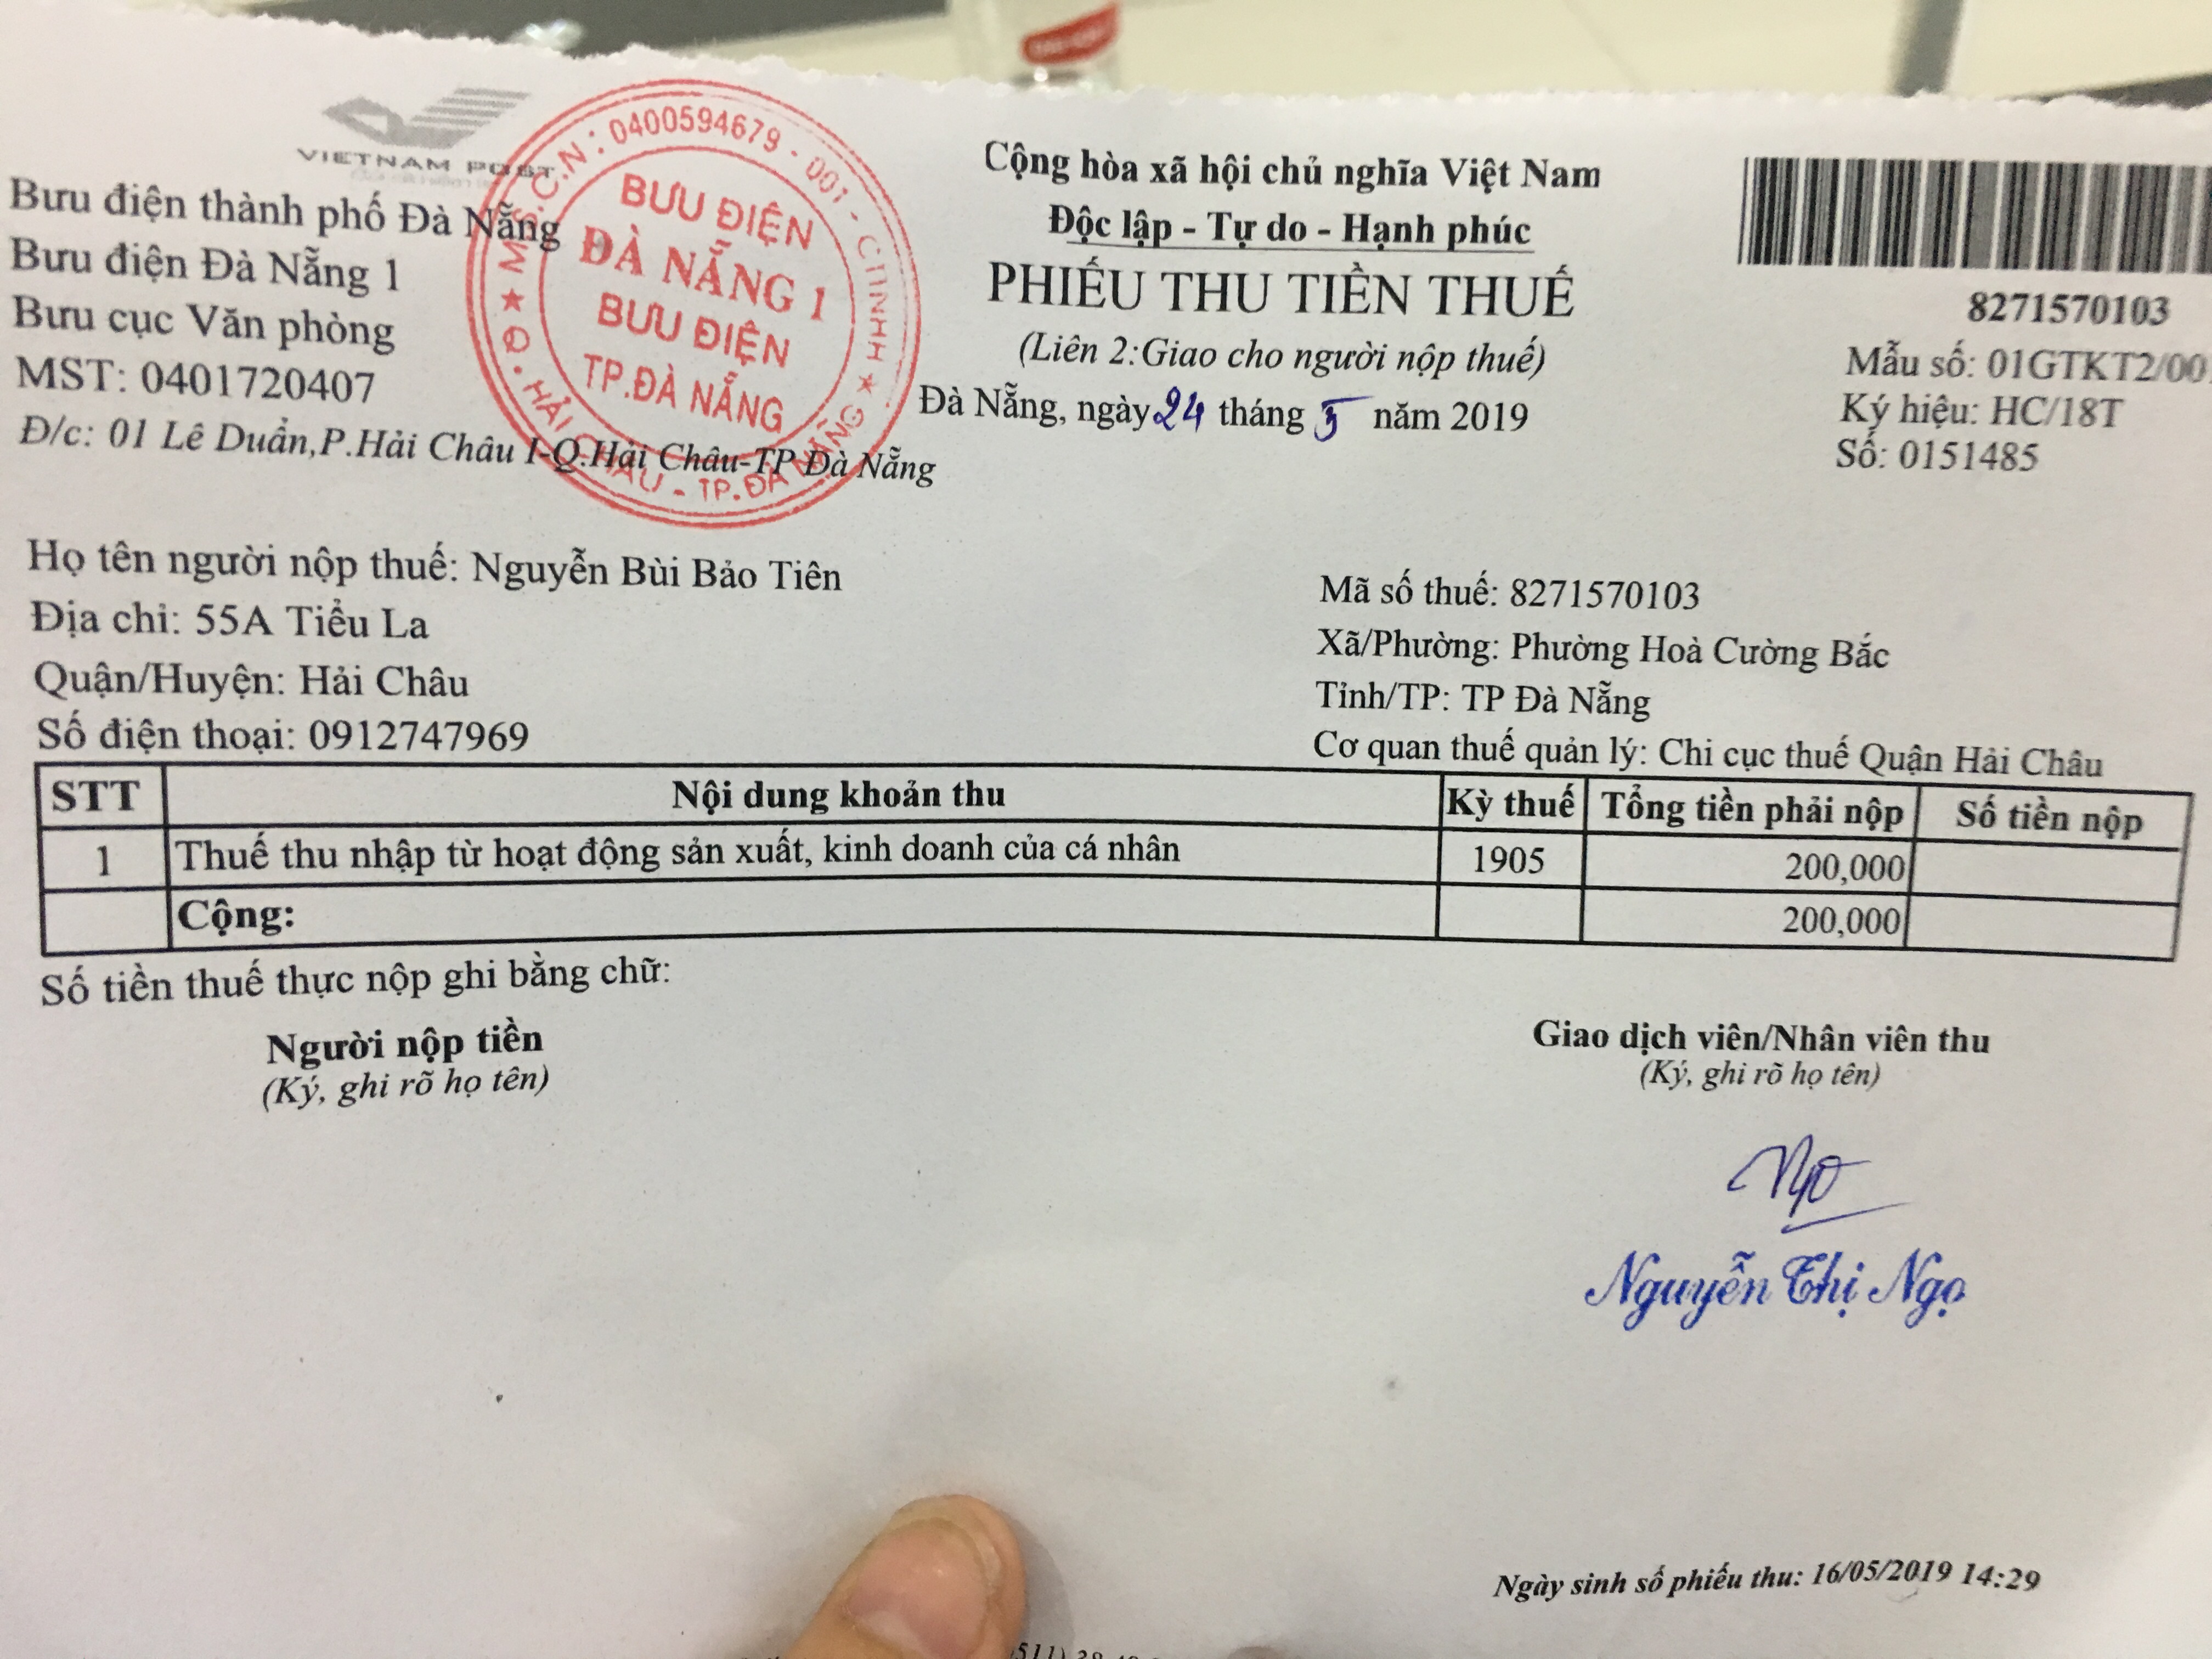 VIETNAM POST
Bưu điện thành phố Đà Nẵng
Bưu điện Đà Nẵng 1
Bưu cục Văn phòng
MST: 0401720407
Đ/c: 01 Lê Duẩn,P.Hải Châu I-Q.Hải Châu-TP Đà Nẵng
M.S.C.N: 0400594679 - 001 - CTTNHH
Q. HẢI CHÂU - TP.ĐÀ NẴNG
BƯU ĐIỆN
ĐÀ NẴNG 1
BƯU ĐIỆN
TP.ĐÀ NẴNG
Cộng hòa xã hội chủ nghĩa Việt Nam
Độc lập - Tự do - Hạnh phúc
PHIẾU THU TIỀN THUẾ
(Liên 2:Giao cho người nộp thuế)
Đà Nẵng, ngày 24 tháng 5 năm 2019
8271570103
Mẫu số: 01GTKT2/00
Ký hiệu: HC/18T
Số: 0151485
Họ tên người nộp thuế: Nguyễn Bùi Bảo Tiên
Địa chỉ: 55A Tiểu La
Quận/Huyện: Hải Châu
Số điện thoại: 0912747969
Mã số thuế: 8271570103
Xã/Phường: Phường Hoà Cường Bắc
Tỉnh/TP: TP Đà Nẵng
Cơ quan thuế quản lý: Chi cục thuế Quận Hải Châu
STT Nội dung khoản thu Kỳ thuế Tổng tiền phải nộp Số tiền nộp
1 Thuế thu nhập từ hoạt động sản xuất, kinh doanh của cá nhân 1905 200,000
Cộng: 200,000
Số tiền thuế thực nộp ghi bằng chữ:
Người nộp tiền
(Ký, ghi rõ họ tên)
Giao dịch viên/Nhân viên thu
(Ký, ghi rõ họ tên)
Ngọ
Nguyễn Thị Ngọ
Ngày sinh số phiếu thu: 16/05/2019 14:29